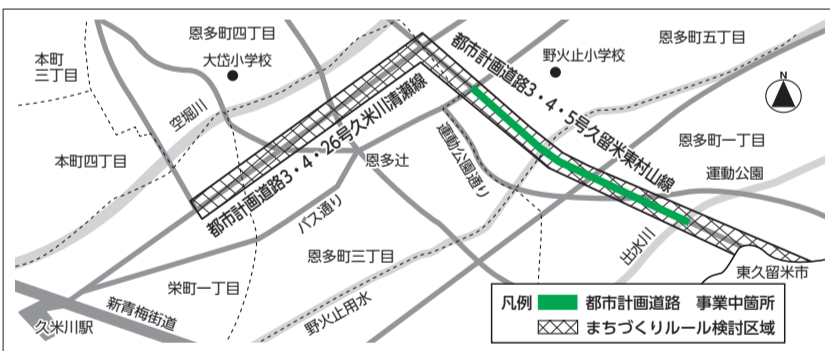 恩多町四丁目
本町
三丁目
大岱小学校
都市計画道路3・4・5号久留米東村山線
野火止小学校
恩多町五丁目
N
空堀川
都市計画道路3・4・26号久米川清瀬線
本町四丁目
恩多辻
運動公園通り
恩多町一丁目
運動公園
バス通り
恩多町三丁目
出水川
東久留米市
栄町一丁目
新青梅街道
野火止用水
久米川駅
凡例 都市計画道路 事業中箇所
まちづくりルール検討区域